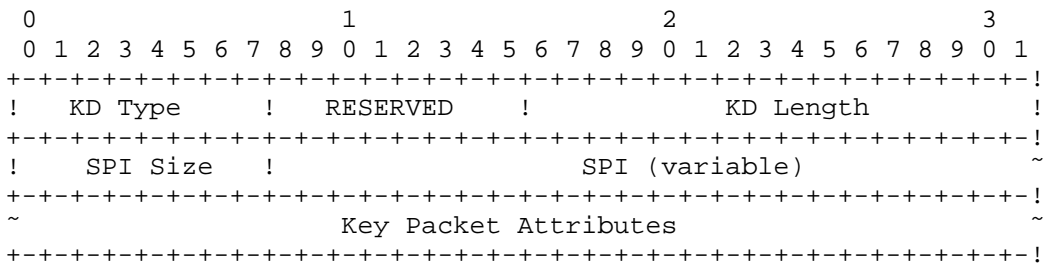 0                   1                   2                   3
 0 1 2 3 4 5 6 7 8 9 0 1 2 3 4 5 6 7 8 9 0 1 2 3 4 5 6 7 8 9 0 1
+-+-+-+-+-+-+-+-+-+-+-+-+-+-+-+-+-+-+-+-+-+-+-+-+-+-+-+-+-+-+-!
!   KD Type     !   RESERVED    !            KD Length          !
+-+-+-+-+-+-+-+-+-+-+-+-+-+-+-+-+-+-+-+-+-+-+-+-+-+-+-+-+-+-+-!
!    SPI Size   !                   SPI (variable)              ~
+-+-+-+-+-+-+-+-+-+-+-+-+-+-+-+-+-+-+-+-+-+-+-+-+-+-+-+-+-+-+-!
~                    Key Packet Attributes                      ~
+-+-+-+-+-+-+-+-+-+-+-+-+-+-+-+-+-+-+-+-+-+-+-+-+-+-+-+-+-+-+-!